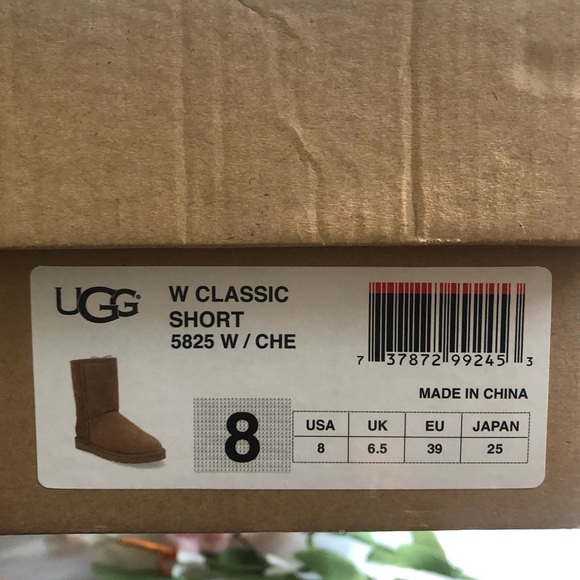 UGG®
W CLASSIC
SHORT
5825 W / CHE
7 37872 99245 3
MADE IN CHINA
8
USA UK EU JAPAN
8 6.5 39 25